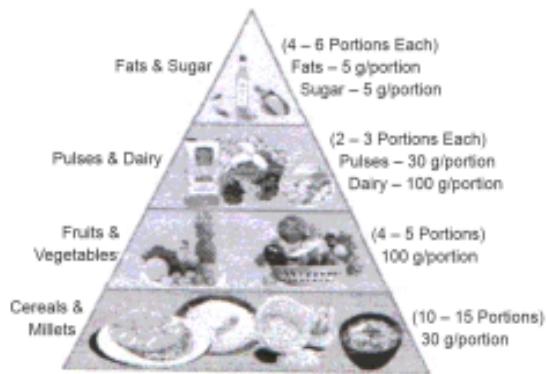 Fats & Sugar
(4 – 6 Portions Each)
Fats – 5 g/portion
Sugar – 5 g/portion
Pulses & Dairy
(2 – 3 Portions Each)
Pulses – 30 g/portion
Dairy – 100 g/portion
Fruits &
Vegetables
(4 – 5 Portions)
100 g/portion
Cereals &
Millets
(10 – 15 Portions)
30 g/portion